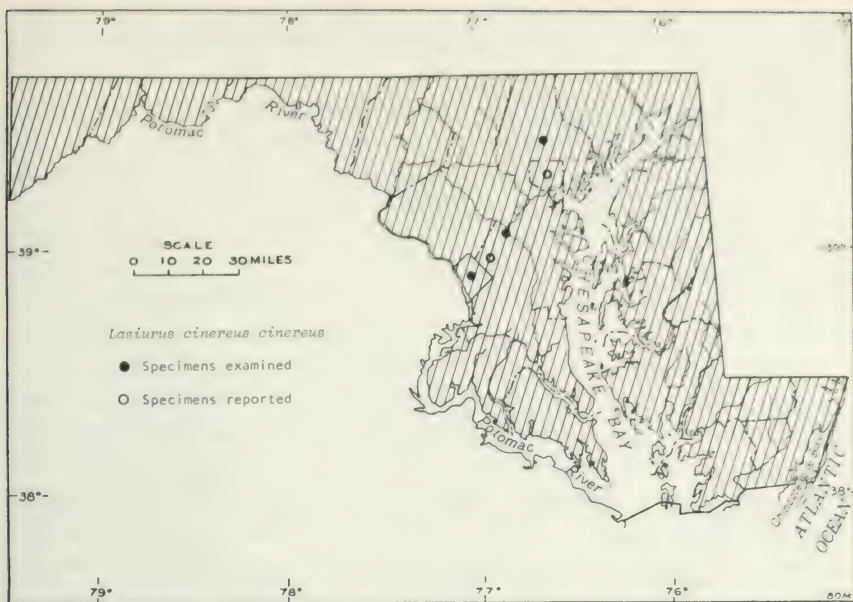 79° 78° 77° 76°
Potomac
River
39°
SCALE
0 10 20 30 MILES
CHESAPEAKE BAY
Lasiurus cinereus cinereus
● Specimens examined
○ Specimens reported
Potomac
River
38°
38°
ATLANTIC
OCEAN
79° 78° 77° 76°